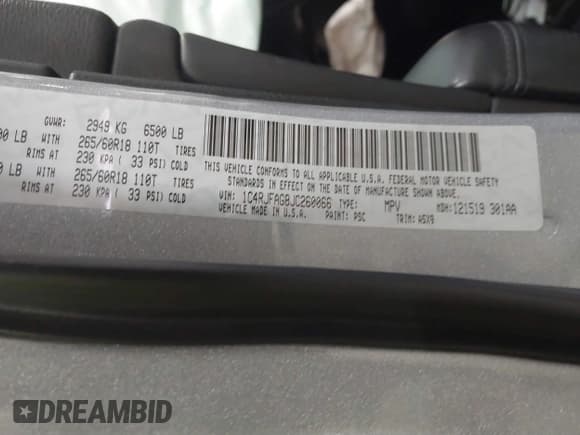 GVWR: 2949 KG 6500 LB
00 LB WITH 265/60R18 110T TIRES
RIMS AT 230 KPA ( 33 PSI) COLD
0 LB WITH 265/60R18 110T TIRES
RIMS AT 230 KPA ( 33 PSI) COLD
THIS VEHICLE CONFORMS TO ALL APPLICABLE U.S.A. FEDERAL MOTOR VEHICLE SAFETY
STANDARDS IN EFFECT ON THE DATE OF MANUFACTURE SHOWN ABOVE.
VIN: 1C4RJFAG8JC260066 TYPE: MPV MDH: 121519 301AA
VEHICLE MADE IN U.S.A. PAINT: PSC TRIM: A5X9
DREAMBID